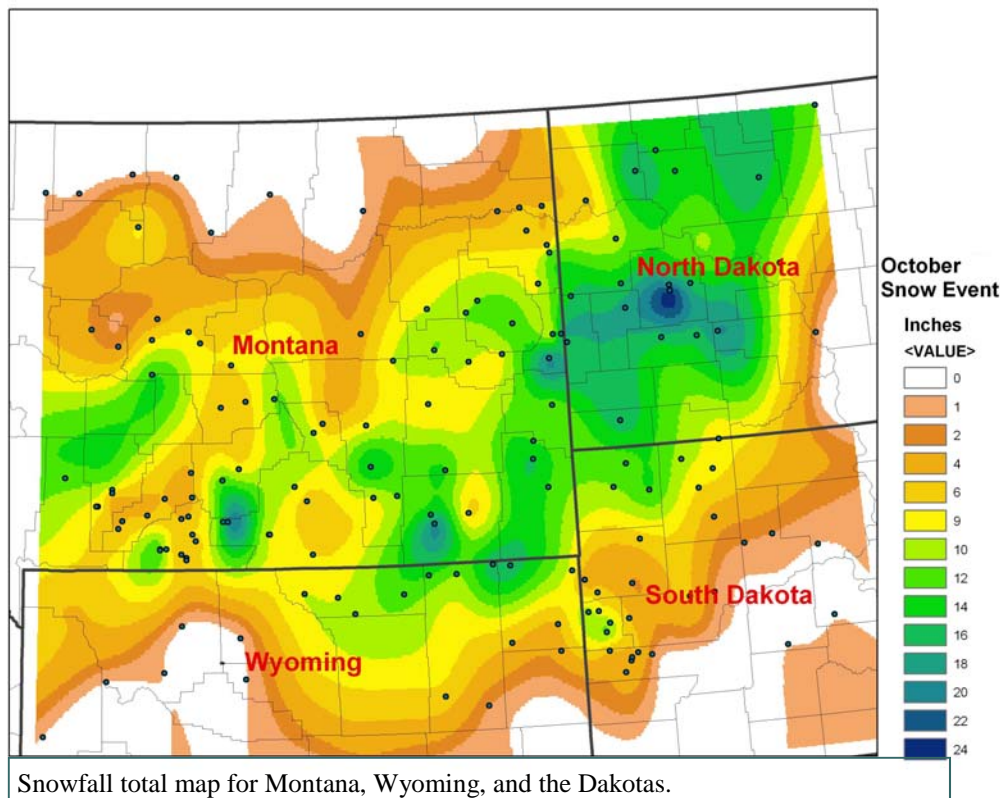 North Dakota
Montana
South Dakota
Wyoming
October
Snow Event
Inches
<VALUE>
0
1
2
4
6
9
10
12
14
16
18
20
22
24
Snowfall total map for Montana, Wyoming, and the Dakotas.